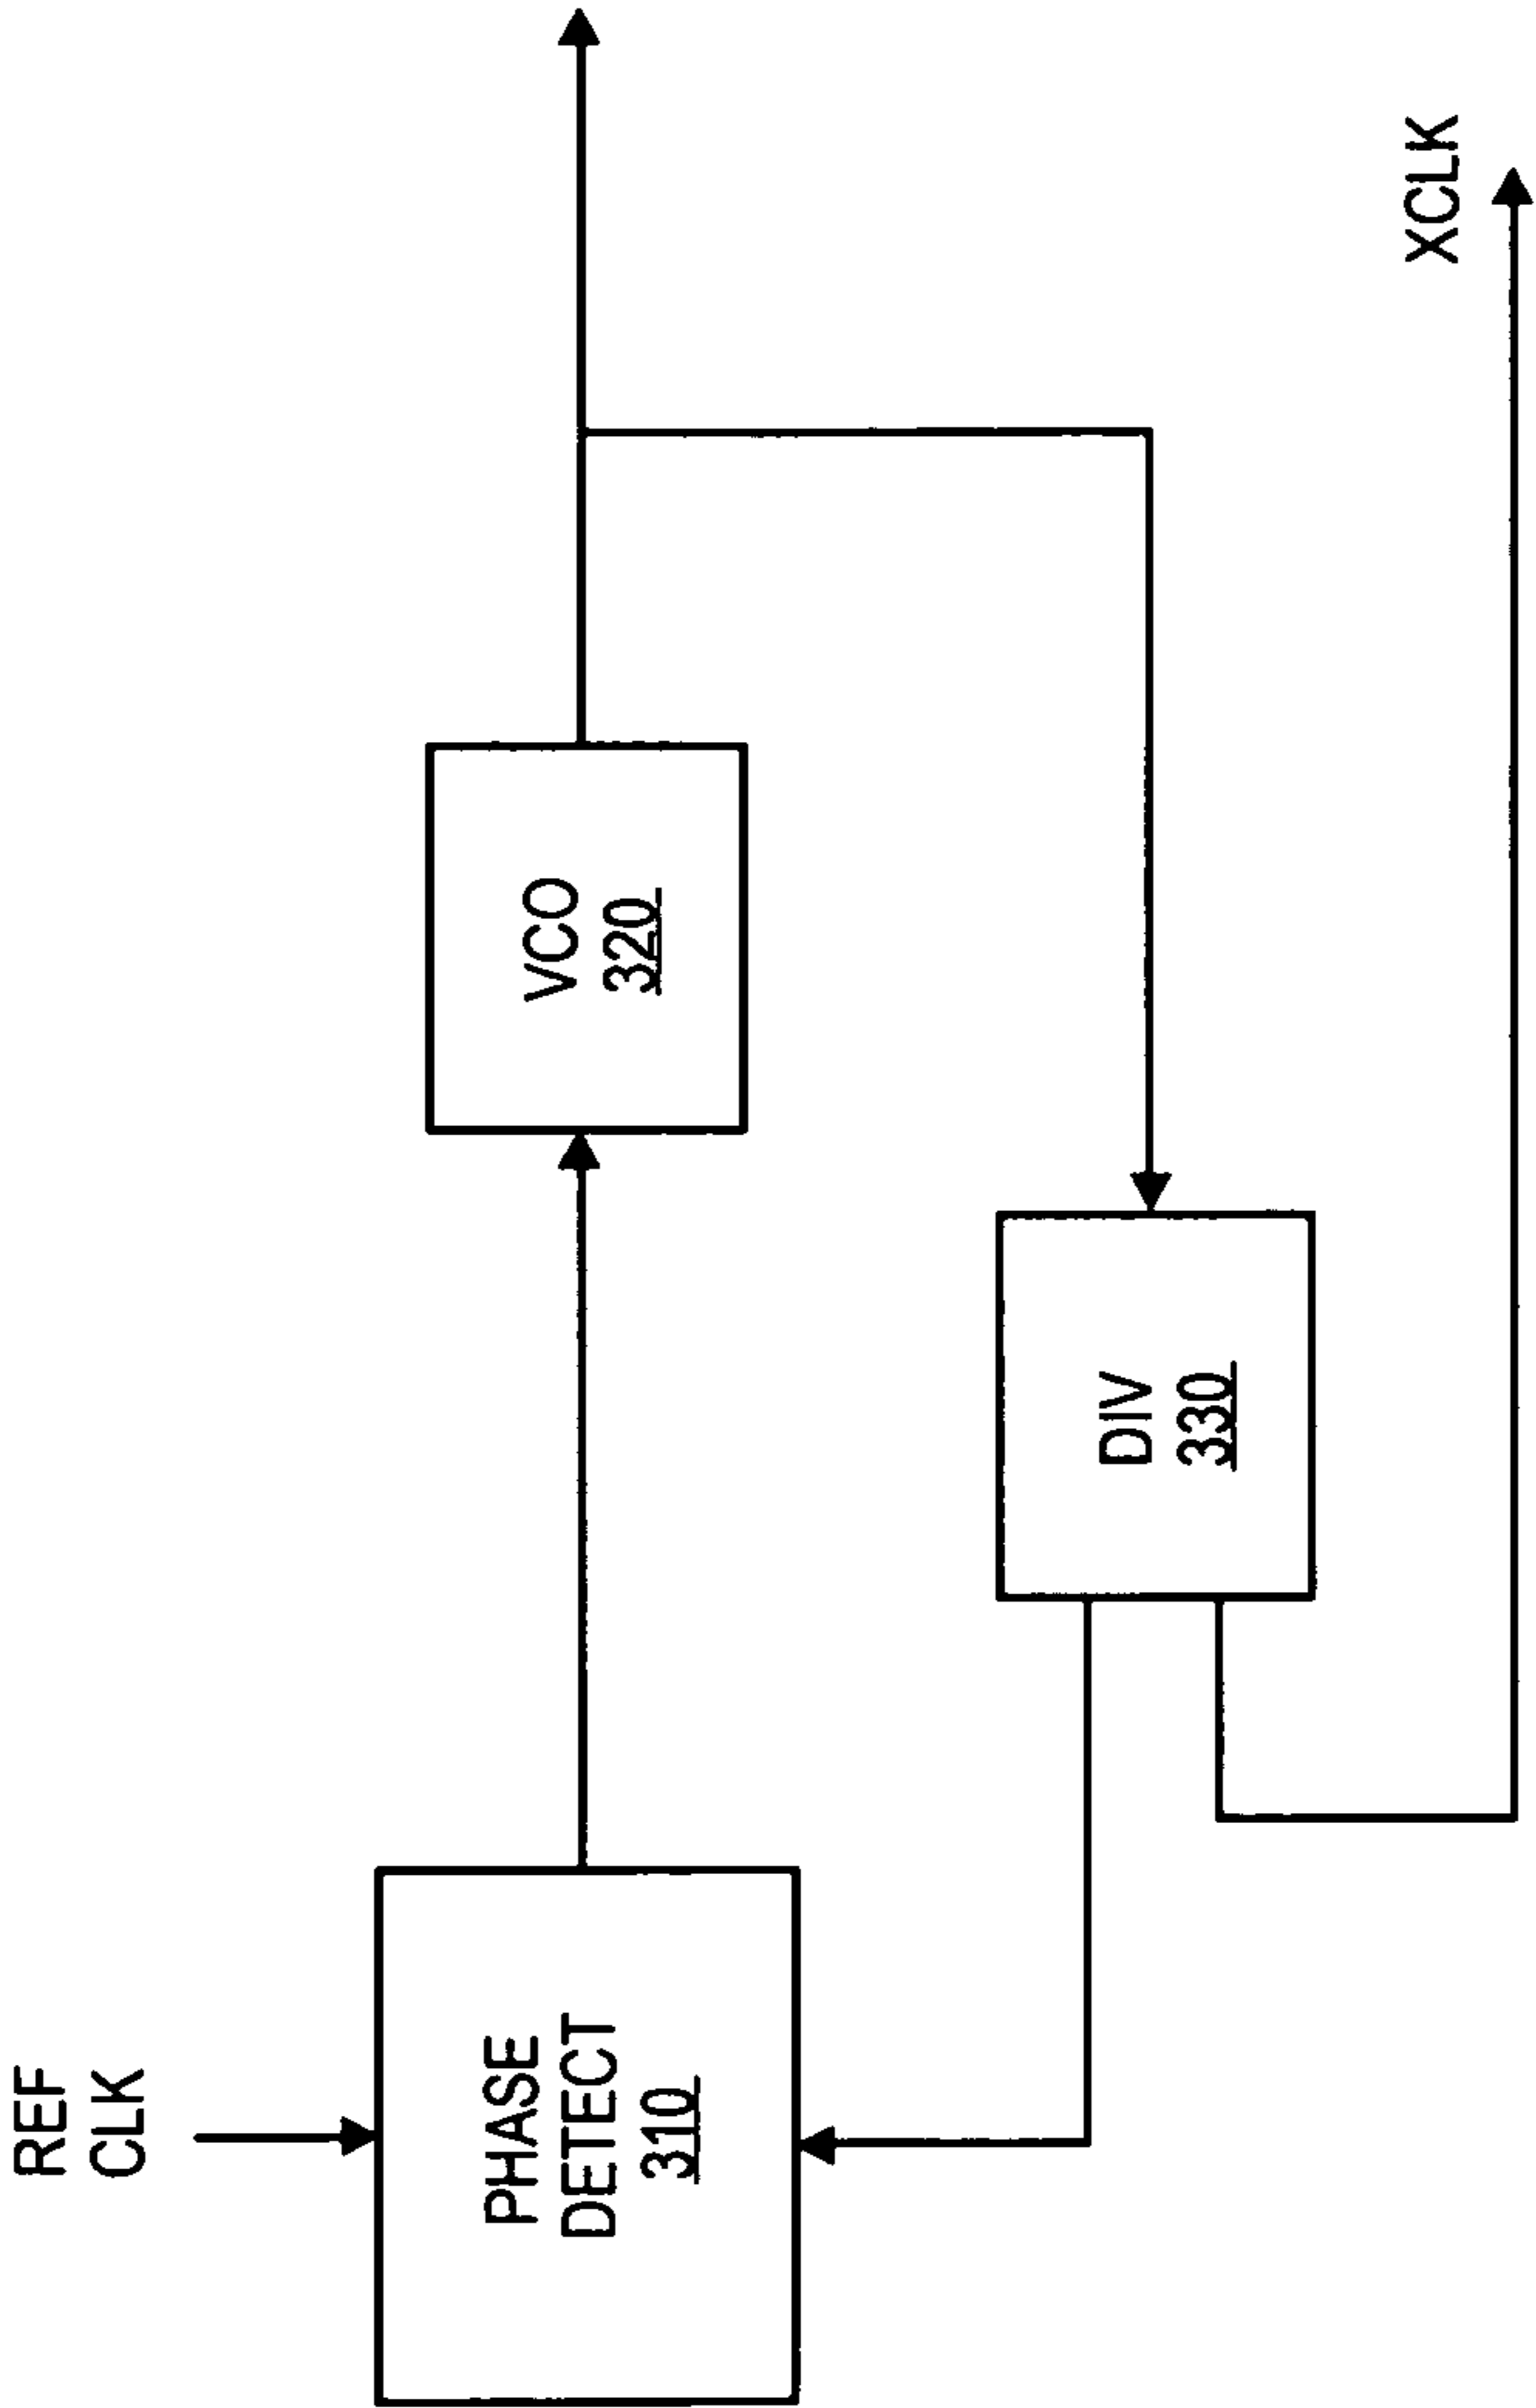 REF
CLK
PHASE
DETECT
310
VCO
320
DIV
330
XCLK